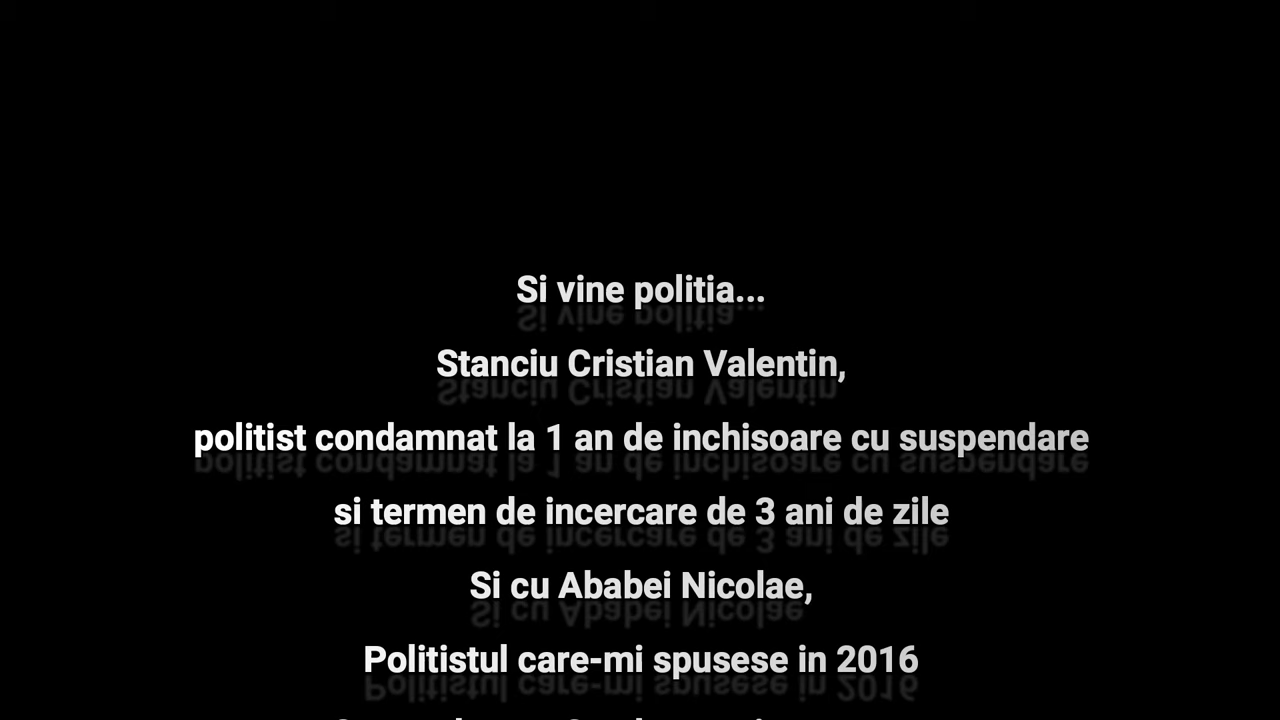 Si vine politia...
Stanciu Cristian Valentin,
politist condamnat la 1 an de inchisoare cu suspendare
si termen de incercare de 3 ani de zile
Si cu Ababei Nicolae,
Politistul care-mi spusese in 2016